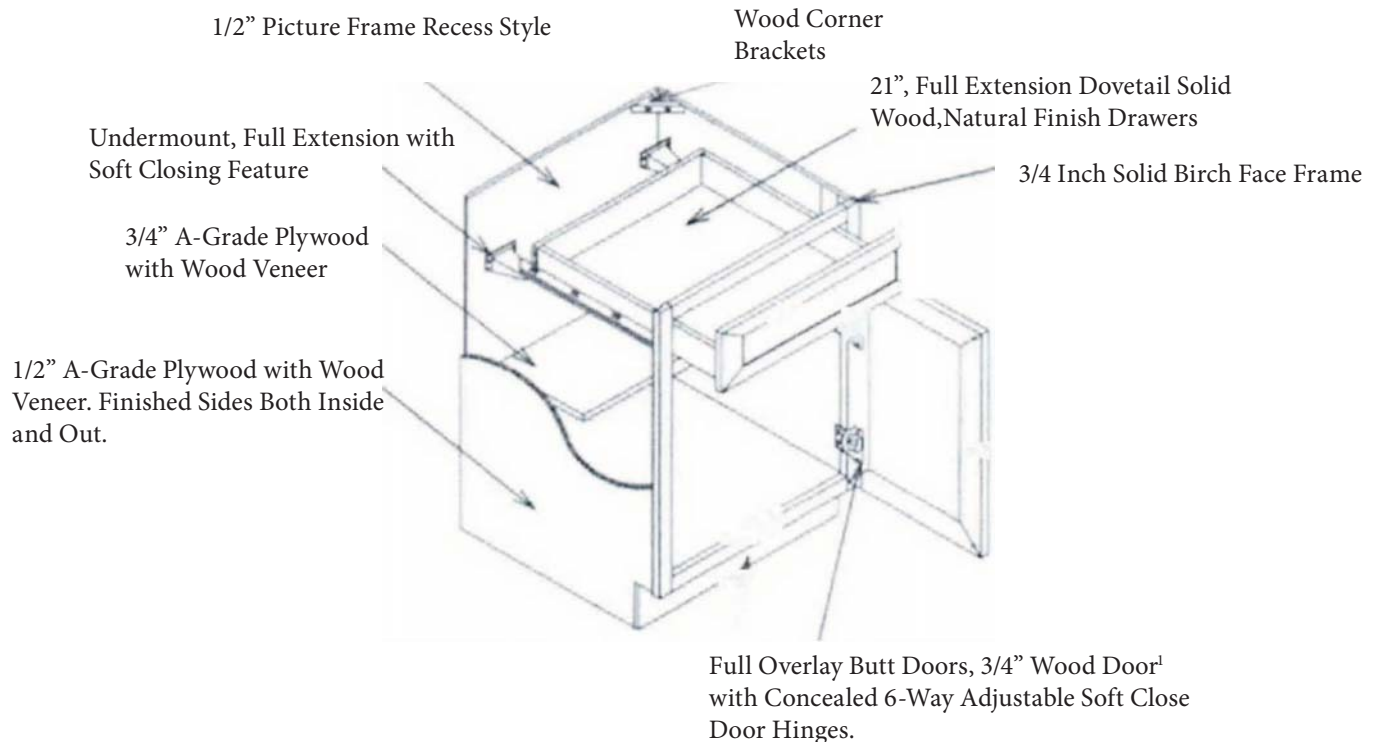 1/2” Picture Frame Recess Style
Wood Corner
Brackets
21”, Full Extension Dovetail Solid
Wood,Natural Finish Drawers
Undermount, Full Extension with
Soft Closing Feature
3/4 Inch Solid Birch Face Frame
3/4” A-Grade Plywood
with Wood Veneer
1/2” A-Grade Plywood with Wood
Veneer. Finished Sides Both Inside
and Out.
Full Overlay Butt Doors, 3/4” Wood Door¹
with Concealed 6-Way Adjustable Soft Close
Door Hinges.